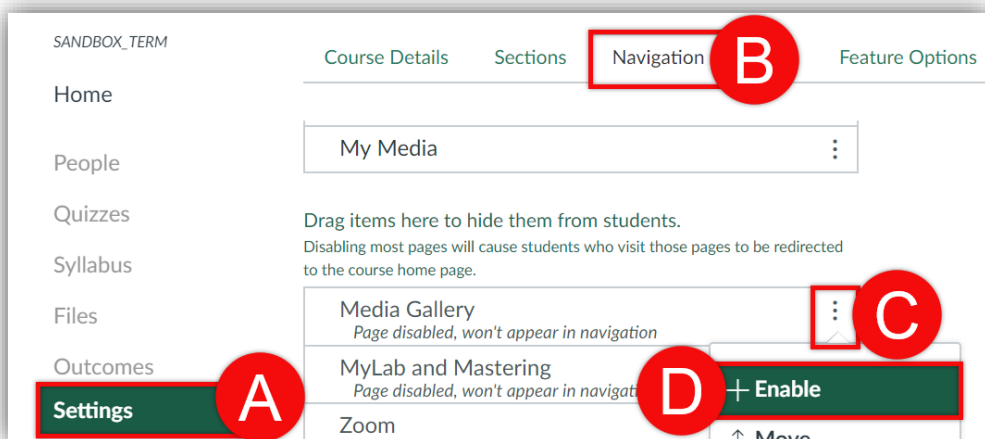 SANDBOX_TERM
Home
People
Quizzes
Syllabus
Files
Outcomes
Settings
A
Course Details Sections Navigation B Feature Options
My Media
Drag items here to hide them from students.
Disabling most pages will cause students who visit those pages to be redirected
to the course home page.
Media Gallery
Page disabled, won't appear in navigation
C
MyLab and Mastering
Page disabled, won't appear in
D
Enable
Zoom
Move